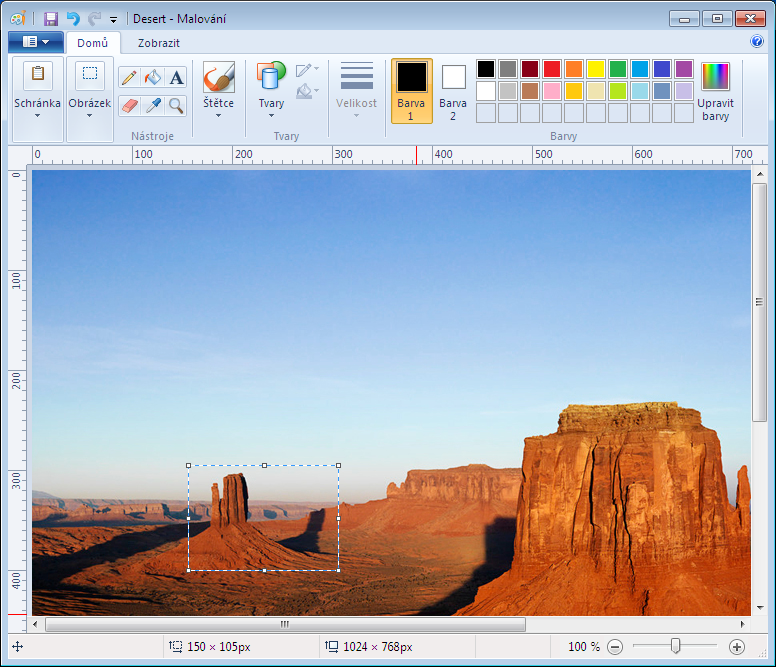 Desert - Malování
Domů
Zobrazit
Schránka
Obrázek
Nástroje
Štětce
Tvary
Tvary
Velikost
Barva
1
Barva
2
Upravit
barvy
Barvy
0 100 200 300 400 500 600 700
0
100
200
300
400
150 × 105px
1024 × 768px
100 %